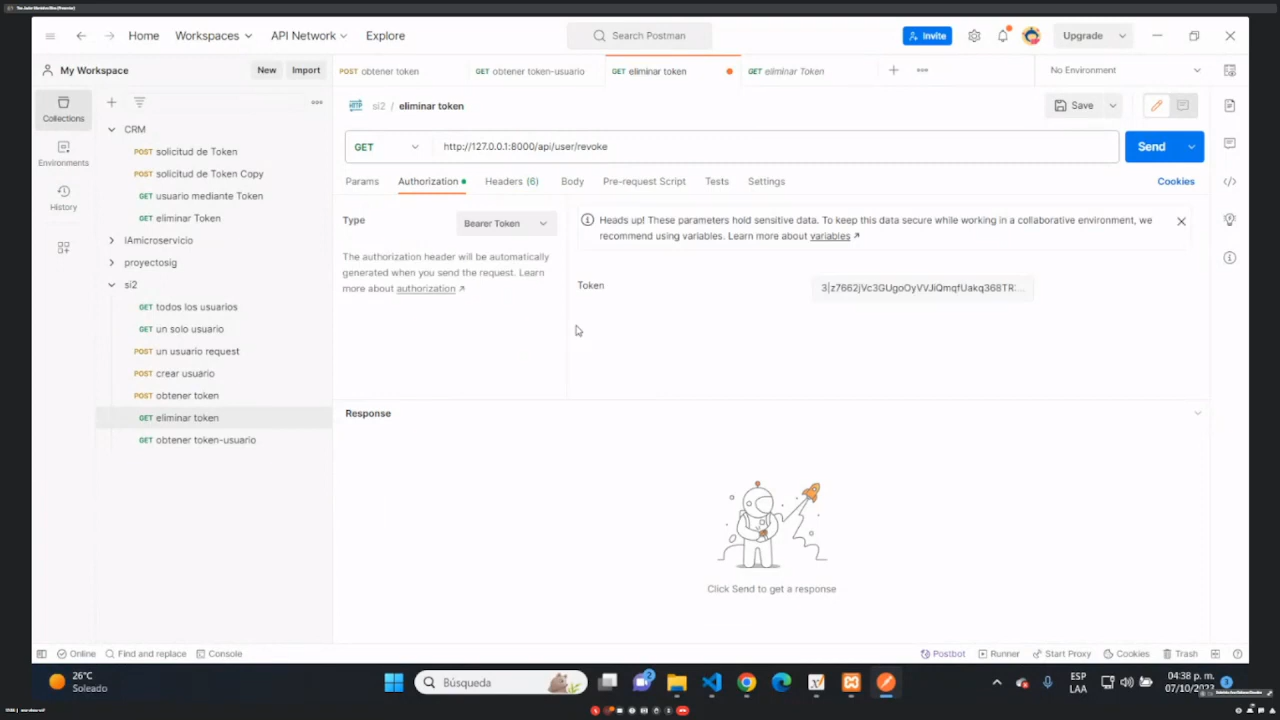 Home
Workspaces
API Network
Explore
Search Postman
Invite
Upgrade
My Workspace
New
Import
POST obtener token
GET obtener token-usuario
GET eliminar token
GET eliminar Token
No Environment
Collections
Environments
History
CRM
POST solicitud de Token
POST solicitud de Token Copy
GET usuario mediante Token
GET eliminar Token
IAmicroservicio
proyectosig
si2
GET todos los usuarios
GET un solo usuario
POST un usuario request
POST crear usuario
POST obtener token
GET eliminar token
GET obtener token-usuario
HTTP si2 / eliminar token
Save
GET
http://127.0.0.1:8000/api/user/revoke
Send
Params
Authorization
Headers (6)
Body
Pre-request Script
Tests
Settings
Cookies
Type
Bearer Token
The authorization header will be automatically
generated when you send the request. Learn
more about authorization ↗
Heads up! These parameters hold sensitive data. To keep this data secure while working in a collaborative environment, we
recommend using variables. Learn more about variables ↗
Token
3|z7662jVc3GUgoOyVVJiQmqfUakq368TR...
Response
Click Send to get a response
Online
Find and replace
Console
Postbot
Runner
Start Proxy
Cookies
Trash
26°C
Soleado
Búsqueda
ESP
LAA
04:38 p. m.